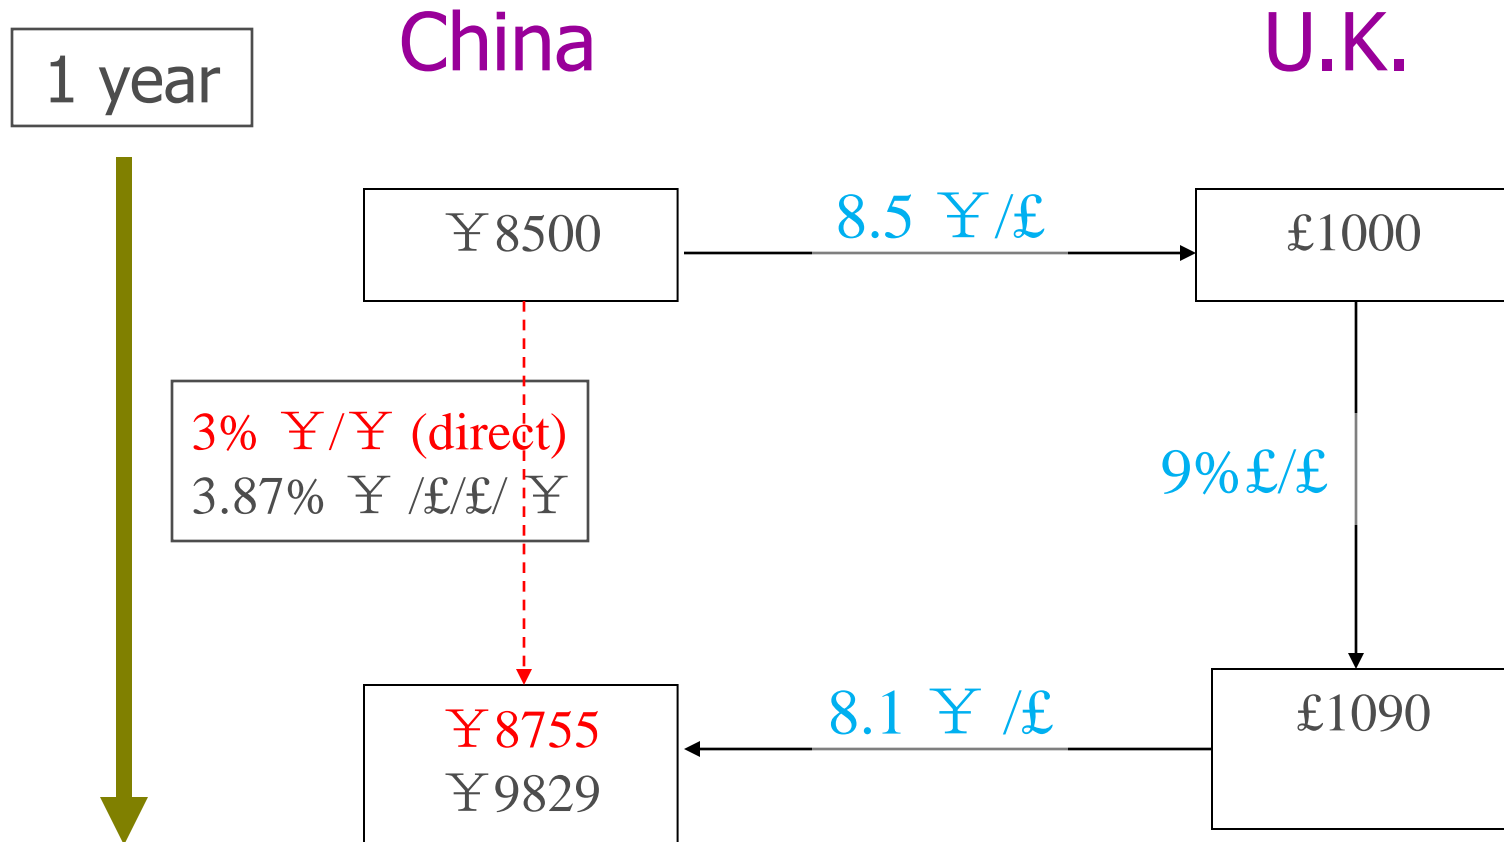 China
U.K.
1 year
¥8500
8.5 ¥/£
£1000
3% ¥/¥ (direct)
3.87% ¥ /£/£/ ¥
9%£/£
¥8755
¥9829
8.1 ¥ /£
£1090